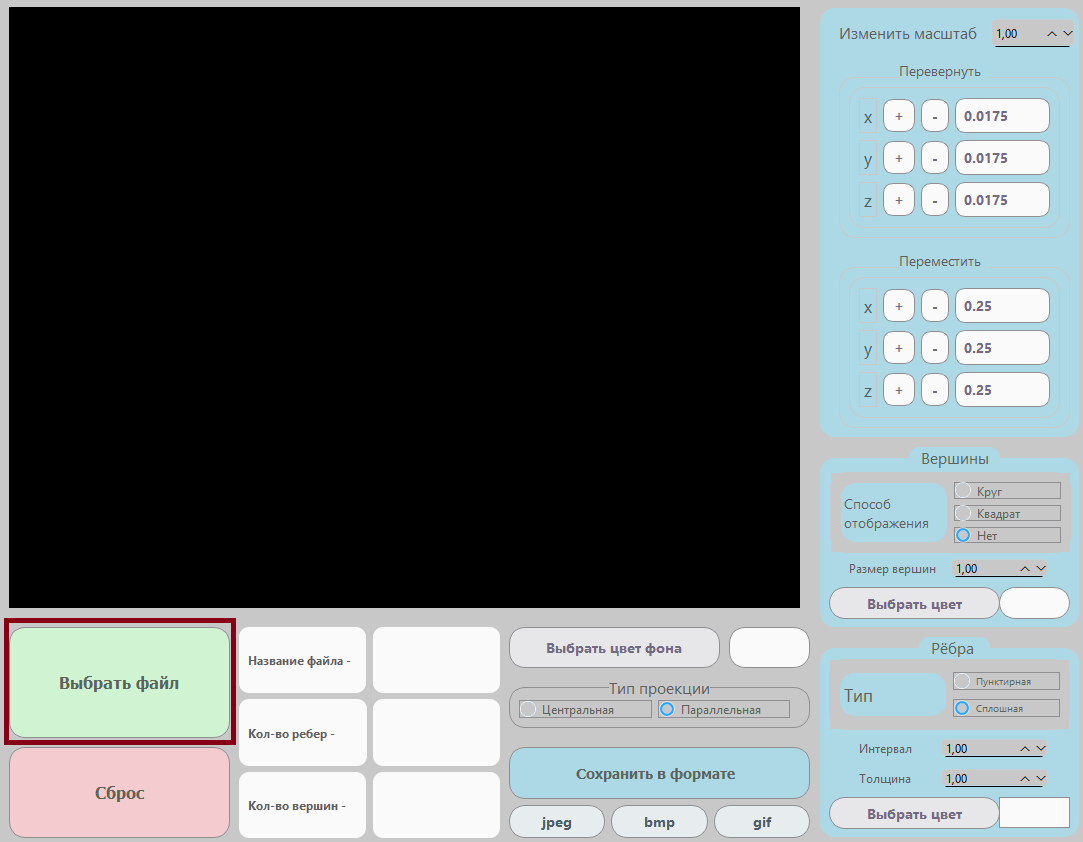 Изменить масштаб 1,00
Перевернуть
x + - 0.0175
y + - 0.0175
z + - 0.0175
Переместить
x + - 0.25
y + - 0.25
z + - 0.25
Вершины
Способ
отображения
Круг
Квадрат
Нет
Размер вершин 1,00
Выбрать цвет
Рёбра
Тип
Пунктирная
Сплошная
Интервал 1,00
Толщина 1,00
Выбрать цвет
Выбрать файл
Сброс
Название файла -
Кол-во ребер -
Кол-во вершин -
Выбрать цвет фона
Тип проекции
Центральная Параллельная
Сохранить в формате
jpeg bmp gif